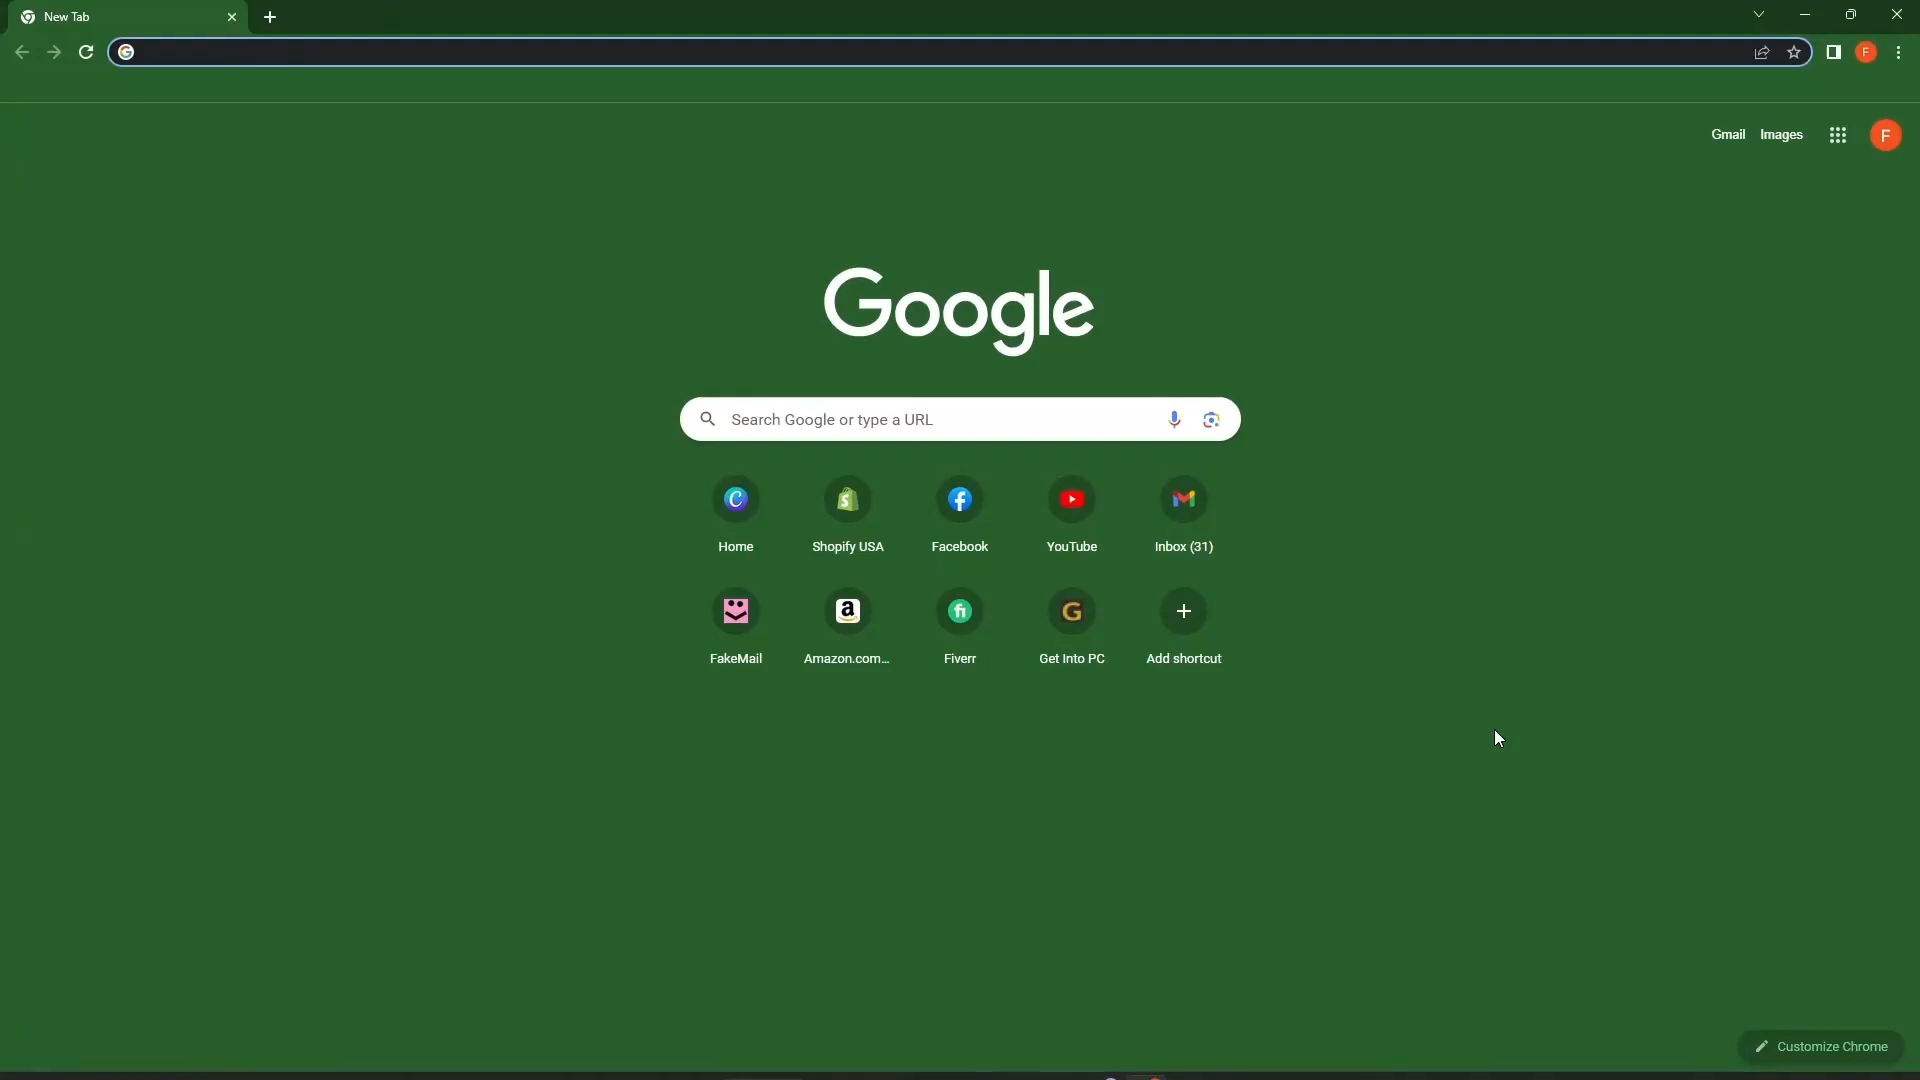 New Tab
Gmail Images
F
F
Google
Search Google or type a URL
Home Shopify USA Facebook YouTube Inbox (31)
FakeMail Amazon.com... Fiverr Get Into PC Add shortcut
Customize Chrome